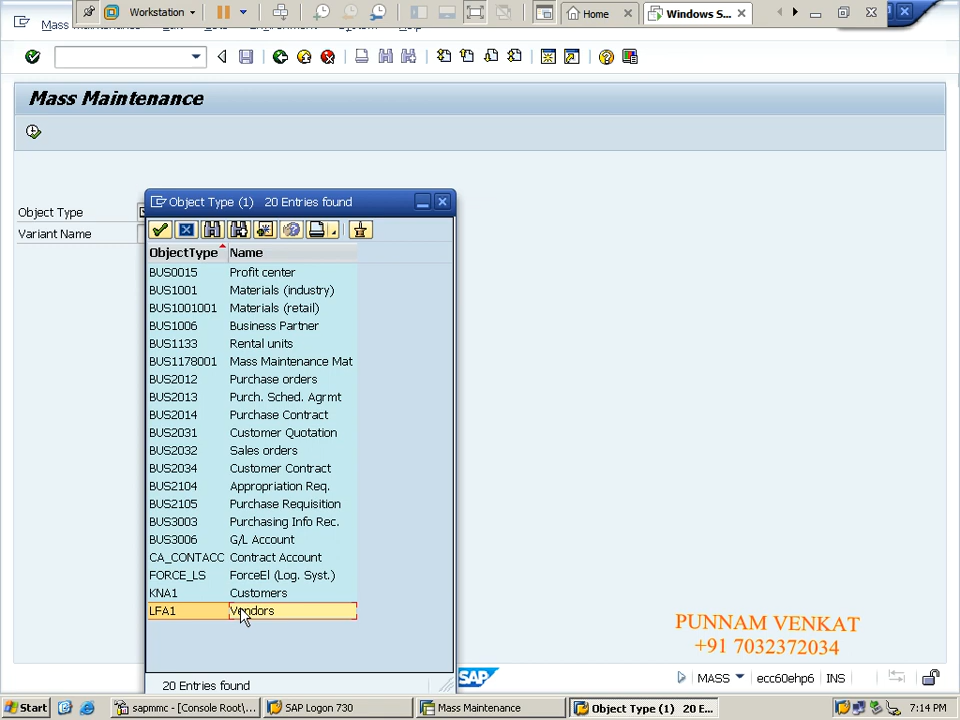 Workstation
Home
Windows S...
Mass Maintenance
Object Type
Variant Name
Object Type (1) 20 Entries found
ObjectType Name
BUS0015 Profit center
BUS1001 Materials (industry)
BUS1001001 Materials (retail)
BUS1006 Business Partner
BUS1133 Rental units
BUS1178001 Mass Maintenance Mat
BUS2012 Purchase orders
BUS2013 Purch. Sched. Agrmt
BUS2014 Purchase Contract
BUS2031 Customer Quotation
BUS2032 Sales orders
BUS2034 Customer Contract
BUS2104 Appropriation Req.
BUS2105 Purchase Requisition
BUS3003 Purchasing Info Rec.
BUS3006 G/L Account
CA_CONTACC Contract Account
FORCE_LS ForceEl (Log. Syst.)
KNA1 Customers
LFA1 Vendors
20 Entries found
PUNNAM VENKAT
+91 7032372034
SAP
MASS ecc60ehp6 INS
Start
sapmmc - [Console Root\...
SAP Logon 730
Mass Maintenance
Object Type (1) 20 E...
7:14 PM